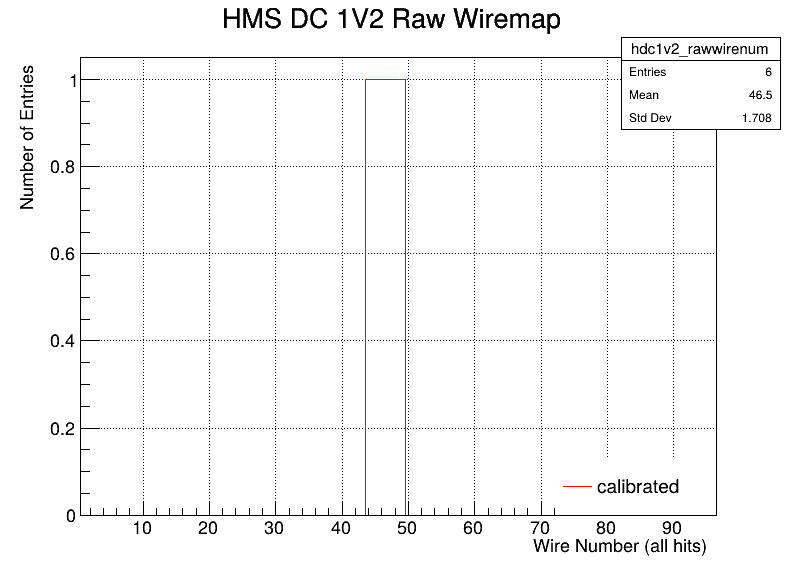 HMS DC 1V2 Raw Wiremap
hdc1v2_rawwirenum
Entries 6
Mean 46.5
Std Dev 1.708
Number of Entries
1
0.8
0.6
0.4
0.2
0
calibrated
10 20 30 40 50 60 70 80 90
Wire Number (all hits)